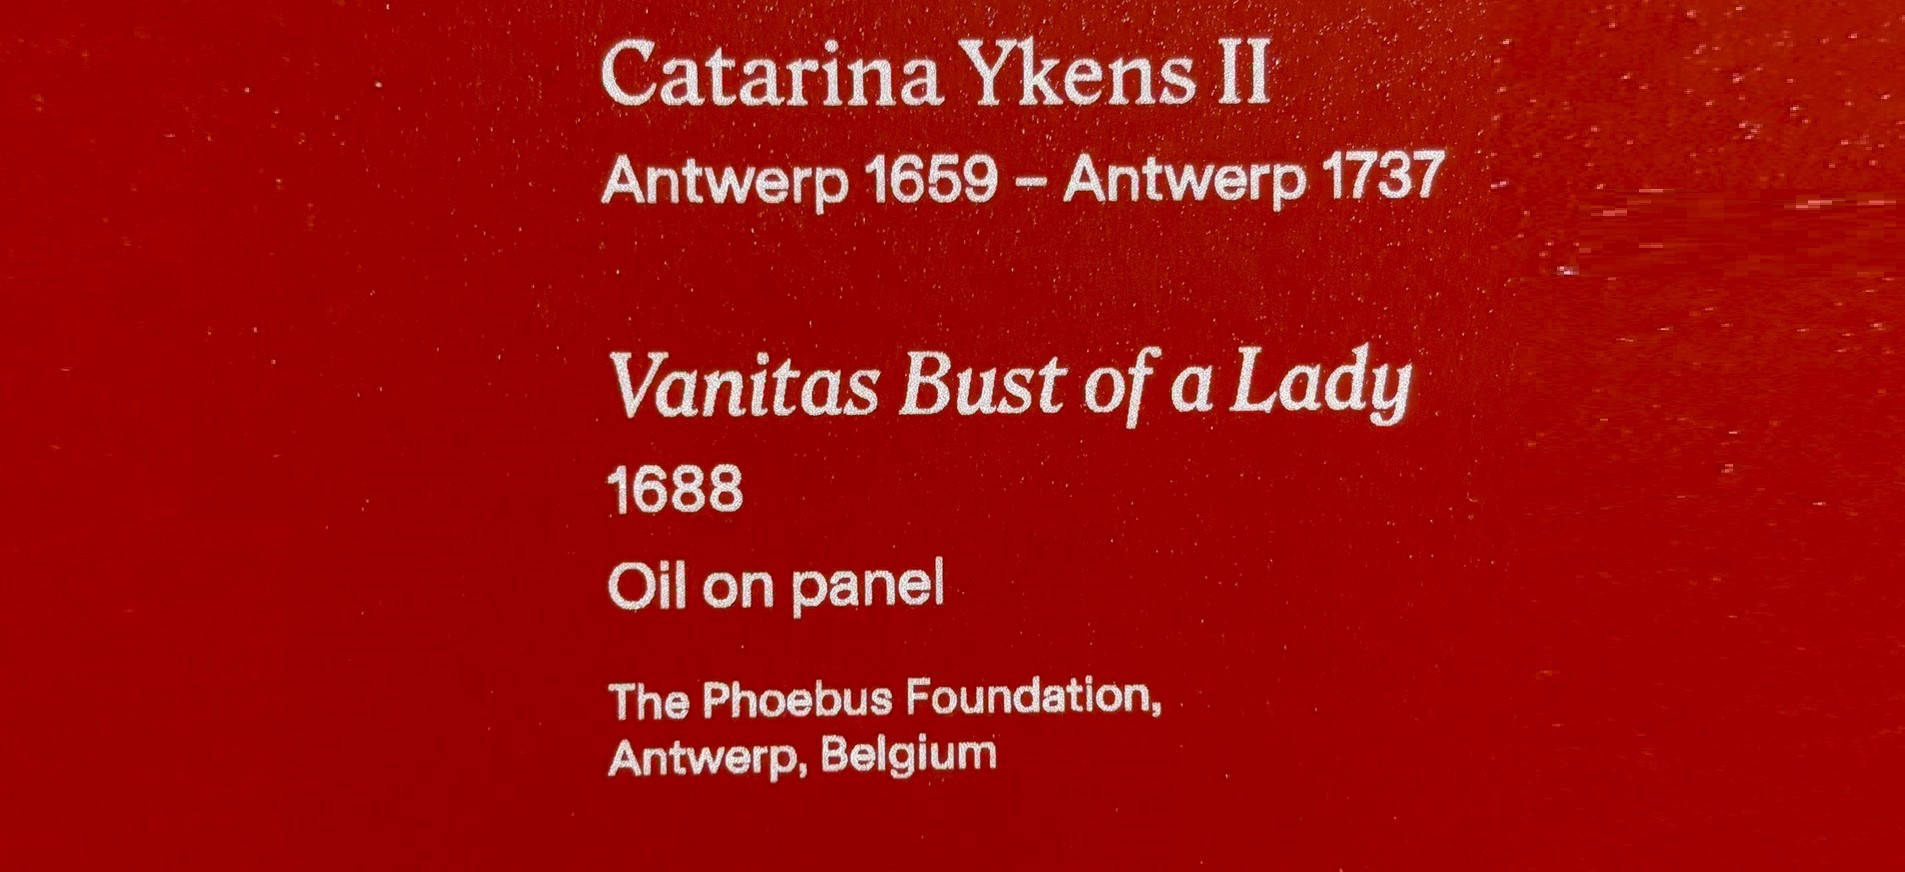 Catarina Ykens II
Antwerp 1659 – Antwerp 1737
Vanitas Bust of a Lady
1688
Oil on panel
The Phoebus Foundation,
Antwerp, Belgium